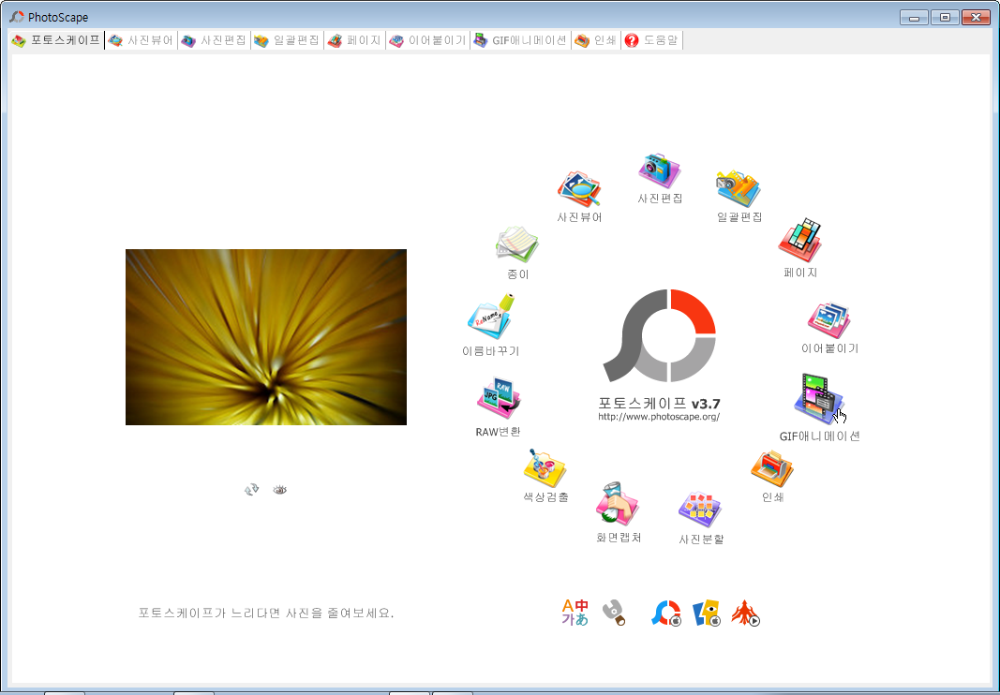 PhotoScape
포토스케이프
사진뷰어
사진편집
일괄편집
페이지
이어붙이기
GIF애니메이션
인쇄
도움말
사진편집
사진뷰어
일괄편집
종이
페이지
이름바꾸기
ReName
이어붙이기
RAW
JPG
RAW변환
포토스케이프 v3.7
http://www.photoscape.org/
GIF애니메이션
색상검출
인쇄
화면캡처
사진분할
A中
가あ
포토스케이프가 느리다면 사진을 줄여보세요.